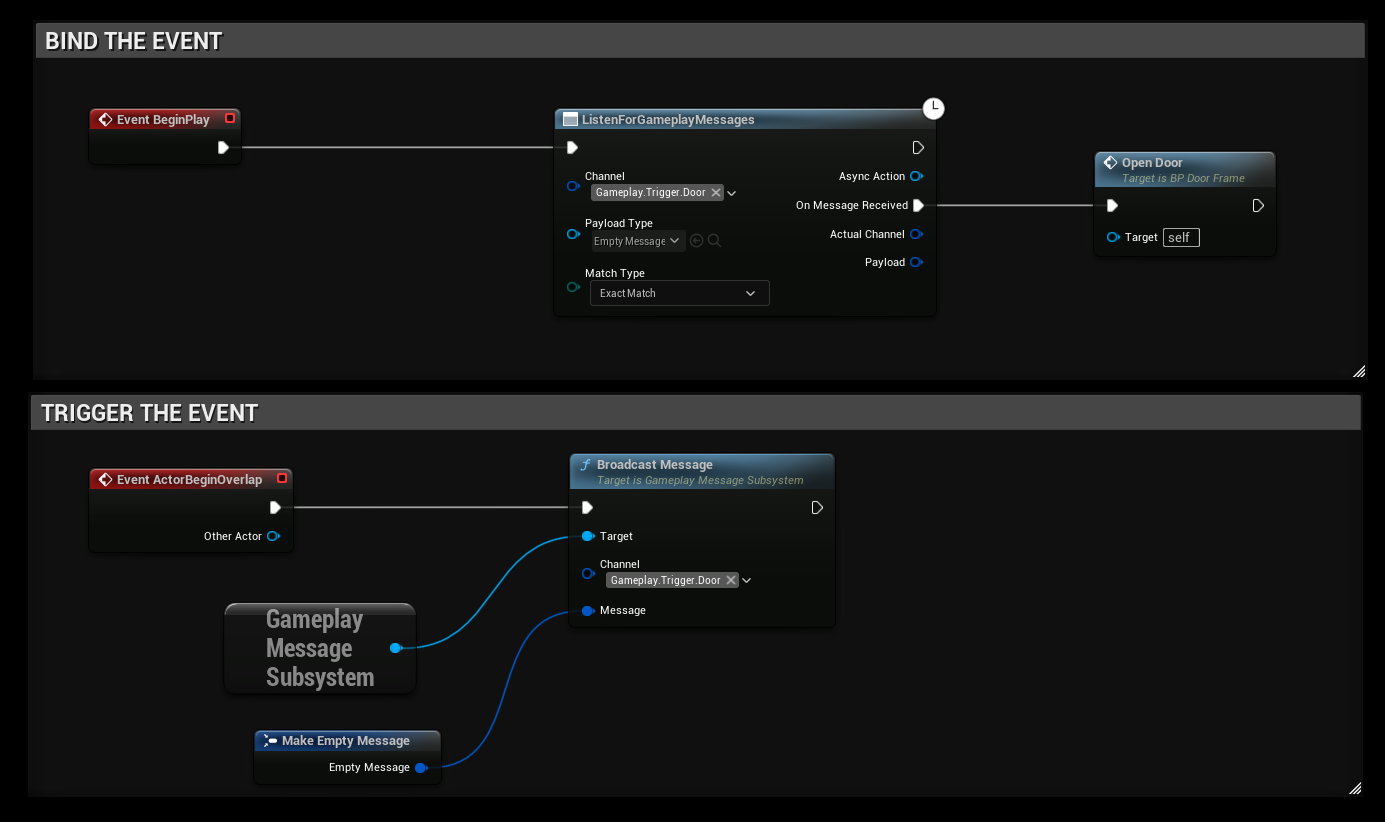 BIND THE EVENT
Event BeginPlay
ListenForGameplayMessages
Channel
Gameplay.Trigger.Door
Async Action
On Message Received
Payload Type
Empty Message
Actual Channel
Payload
Match Type
Exact Match
Open Door
Target is BP Door Frame
Target self
TRIGGER THE EVENT
Event ActorBeginOverlap
Other Actor
Broadcast Message
Target is Gameplay Message Subsystem
Target
Channel
Gameplay.Trigger.Door
Message
Gameplay
Message
Subsystem
Make Empty Message
Empty Message